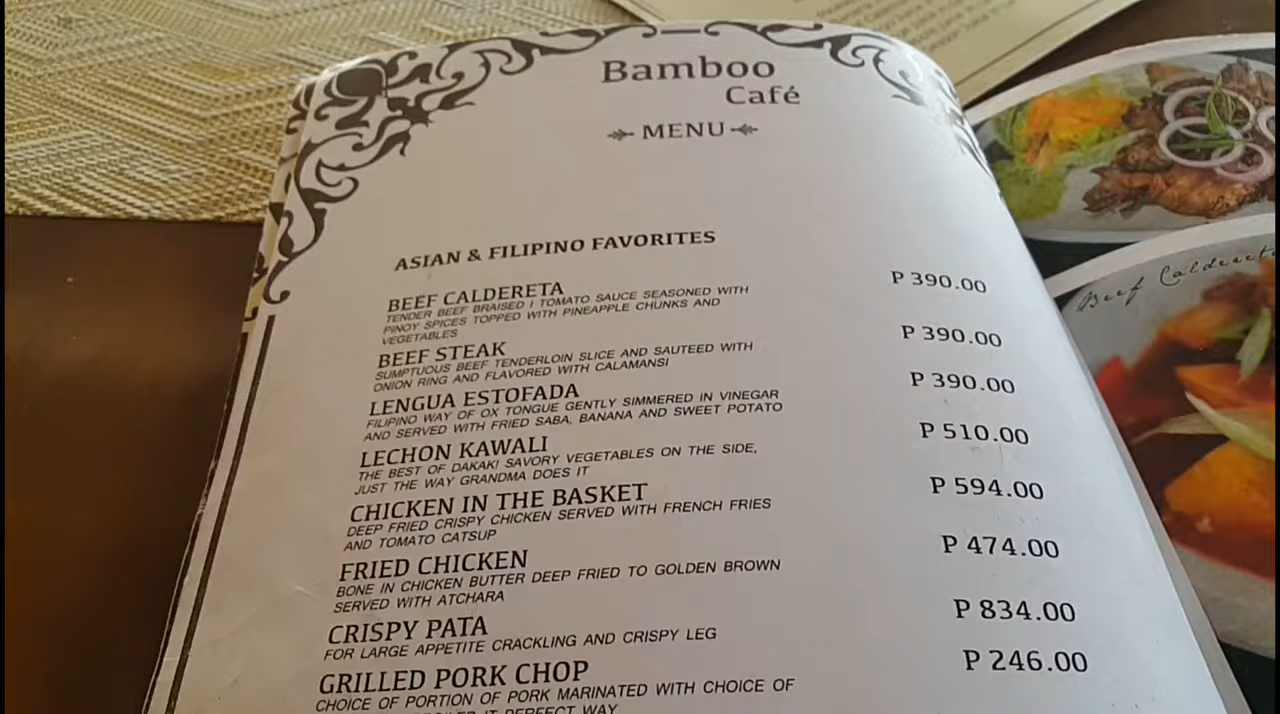 Bamboo
Café
MENU
ASIAN & FILIPINO FAVORITES
BEEF CALDERETA P 390.00
TENDER BEEF BRAISED I TOMATO SAUCE SEASONED WITH
PINOY SPICES TOPPED WITH PINEAPPLE CHUNKS AND
VEGETABLES
BEEF STEAK P 390.00
SUMPTUOUS BEEF TENDERLOIN SLICE AND SAUTEED WITH
ONION RING AND FLAVORED WITH CALAMANSI
LENGUA ESTOFADA P 390.00
FILIPINO WAY OF OX TONGUE GENTLY SIMMERED IN VINEGAR
AND SERVED WITH FRIED SABA, BANANA AND SWEET POTATO
LECHON KAWALI P 510.00
THE BEST OF DAKAK! SAVORY VEGETABLES ON THE SIDE,
JUST THE WAY GRANDMA DOES IT
CHICKEN IN THE BASKET P 594.00
DEEP FRIED CRISPY CHICKEN SERVED WITH FRENCH FRIES
AND TOMATO CATSUP
FRIED CHICKEN P 474.00
BONE IN CHICKEN BUTTER DEEP FRIED TO GOLDEN BROWN
SERVED WITH ATCHARA
CRISPY PATA P 834.00
FOR LARGE APPETITE CRACKLING AND CRISPY LEG
GRILLED PORK CHOP P 246.00
CHOICE OF PORTION OF PORK MARINATED WITH CHOICE OF
IT PERFECT WAY
Beef Caldereta